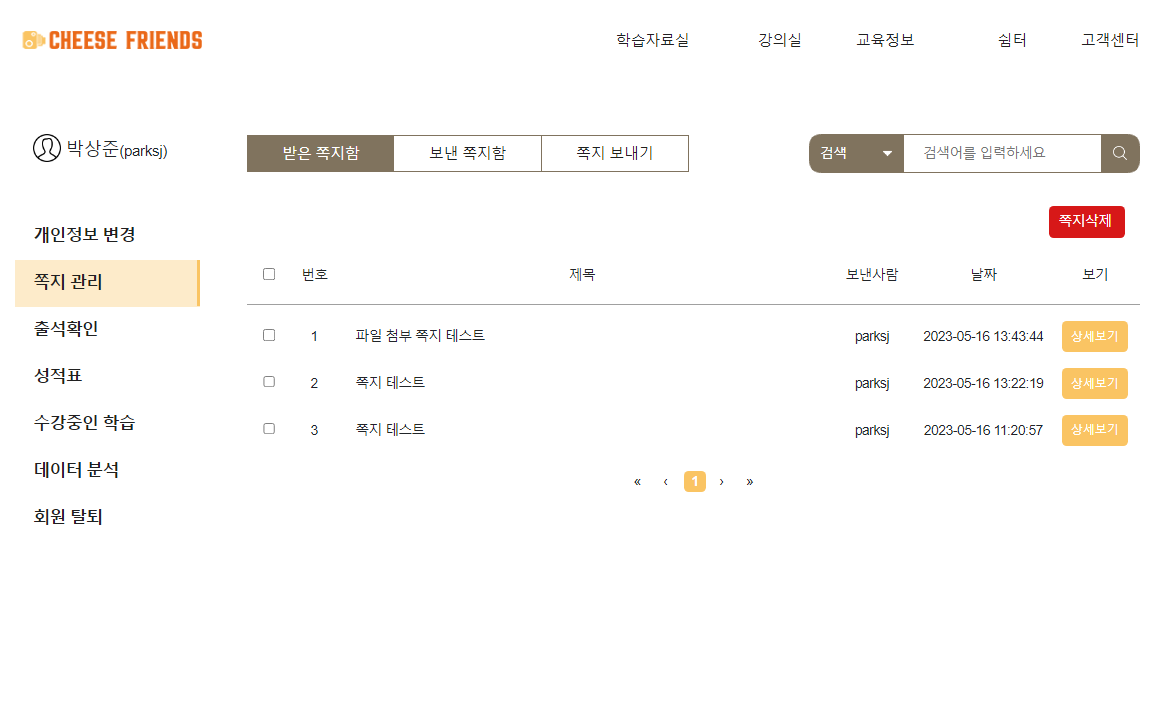 CHEESE FRIENDS
학습자료실 강의실 교육정보 쉼터 고객센터
박상준(parksj)
받은 쪽지함 보낸 쪽지함 쪽지 보내기
검색 검색어를 입력하세요
쪽지삭제
개인정보 변경
쪽지 관리
출석확인
성적표
수강중인 학습
데이터 분석
회원 탈퇴
번호 제목 보낸사람 날짜 보기
1 파일 첨부 쪽지 테스트 parksj 2023-05-16 13:43:44 상세보기
2 쪽지 테스트 parksj 2023-05-16 13:22:19 상세보기
3 쪽지 테스트 parksj 2023-05-16 11:20:57 상세보기
« ‹ 1 › »